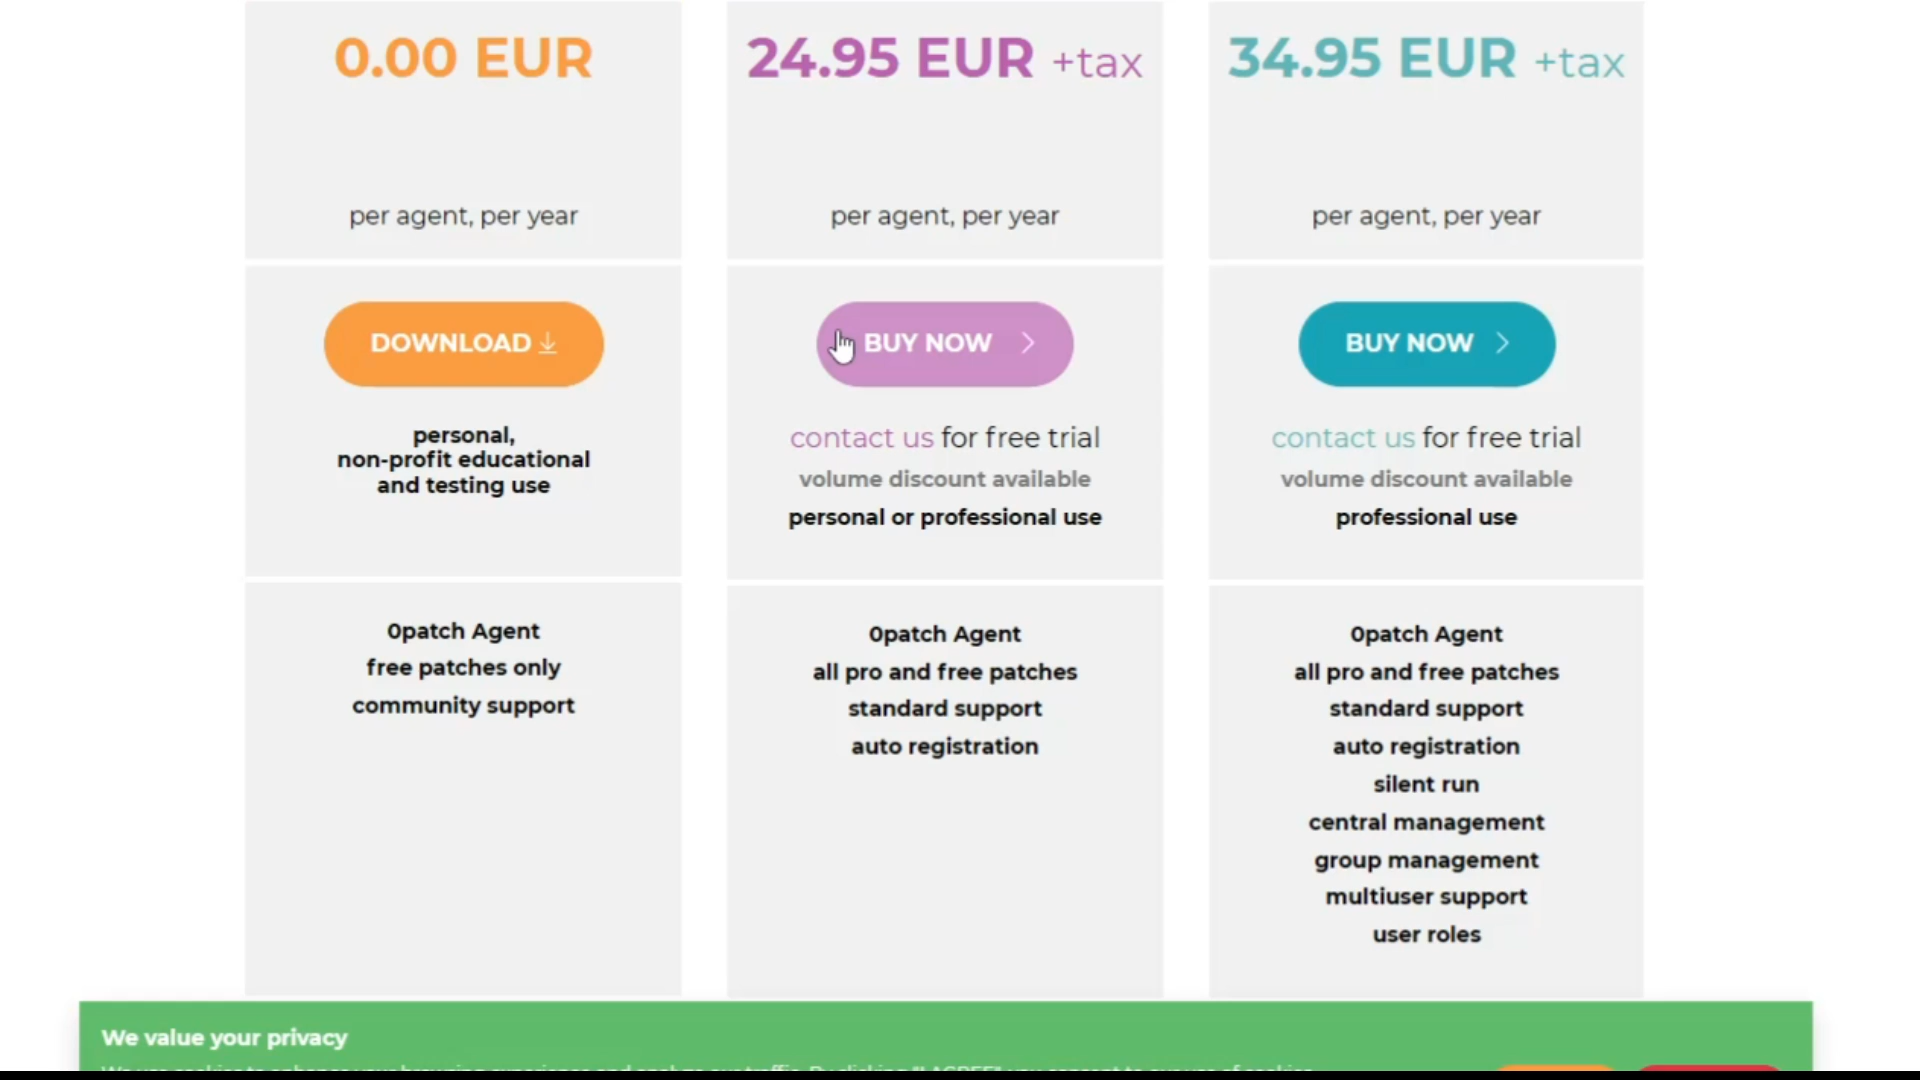 0.00 EUR
per agent, per year
DOWNLOAD
personal,
non-profit educational
and testing use
0patch Agent
free patches only
community support
24.95 EUR +tax
per agent, per year
BUY NOW
contact us for free trial
volume discount available
personal or professional use
0patch Agent
all pro and free patches
standard support
auto registration
34.95 EUR +tax
per agent, per year
BUY NOW
contact us for free trial
volume discount available
professional use
0patch Agent
all pro and free patches
standard support
auto registration
silent run
central management
group management
multiuser support
user roles
We value your privacy